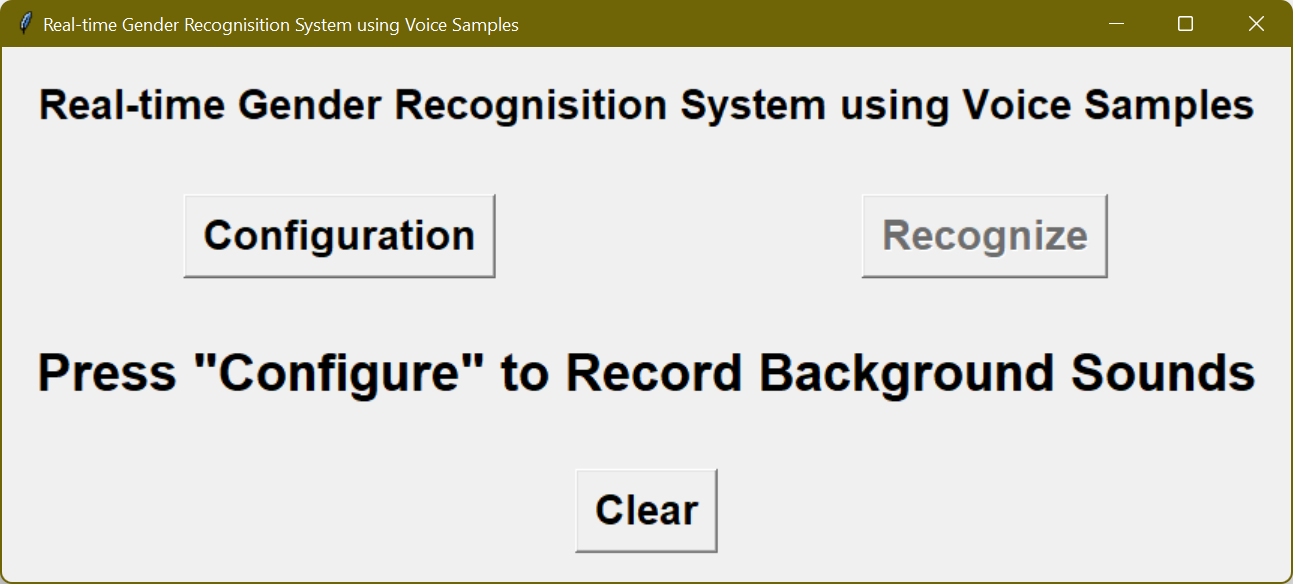 Real-time Gender Recognisition System using Voice Samples
Real-time Gender Recognisition System using Voice Samples
Configuration
Recognize
Press "Configure" to Record Background Sounds
Clear